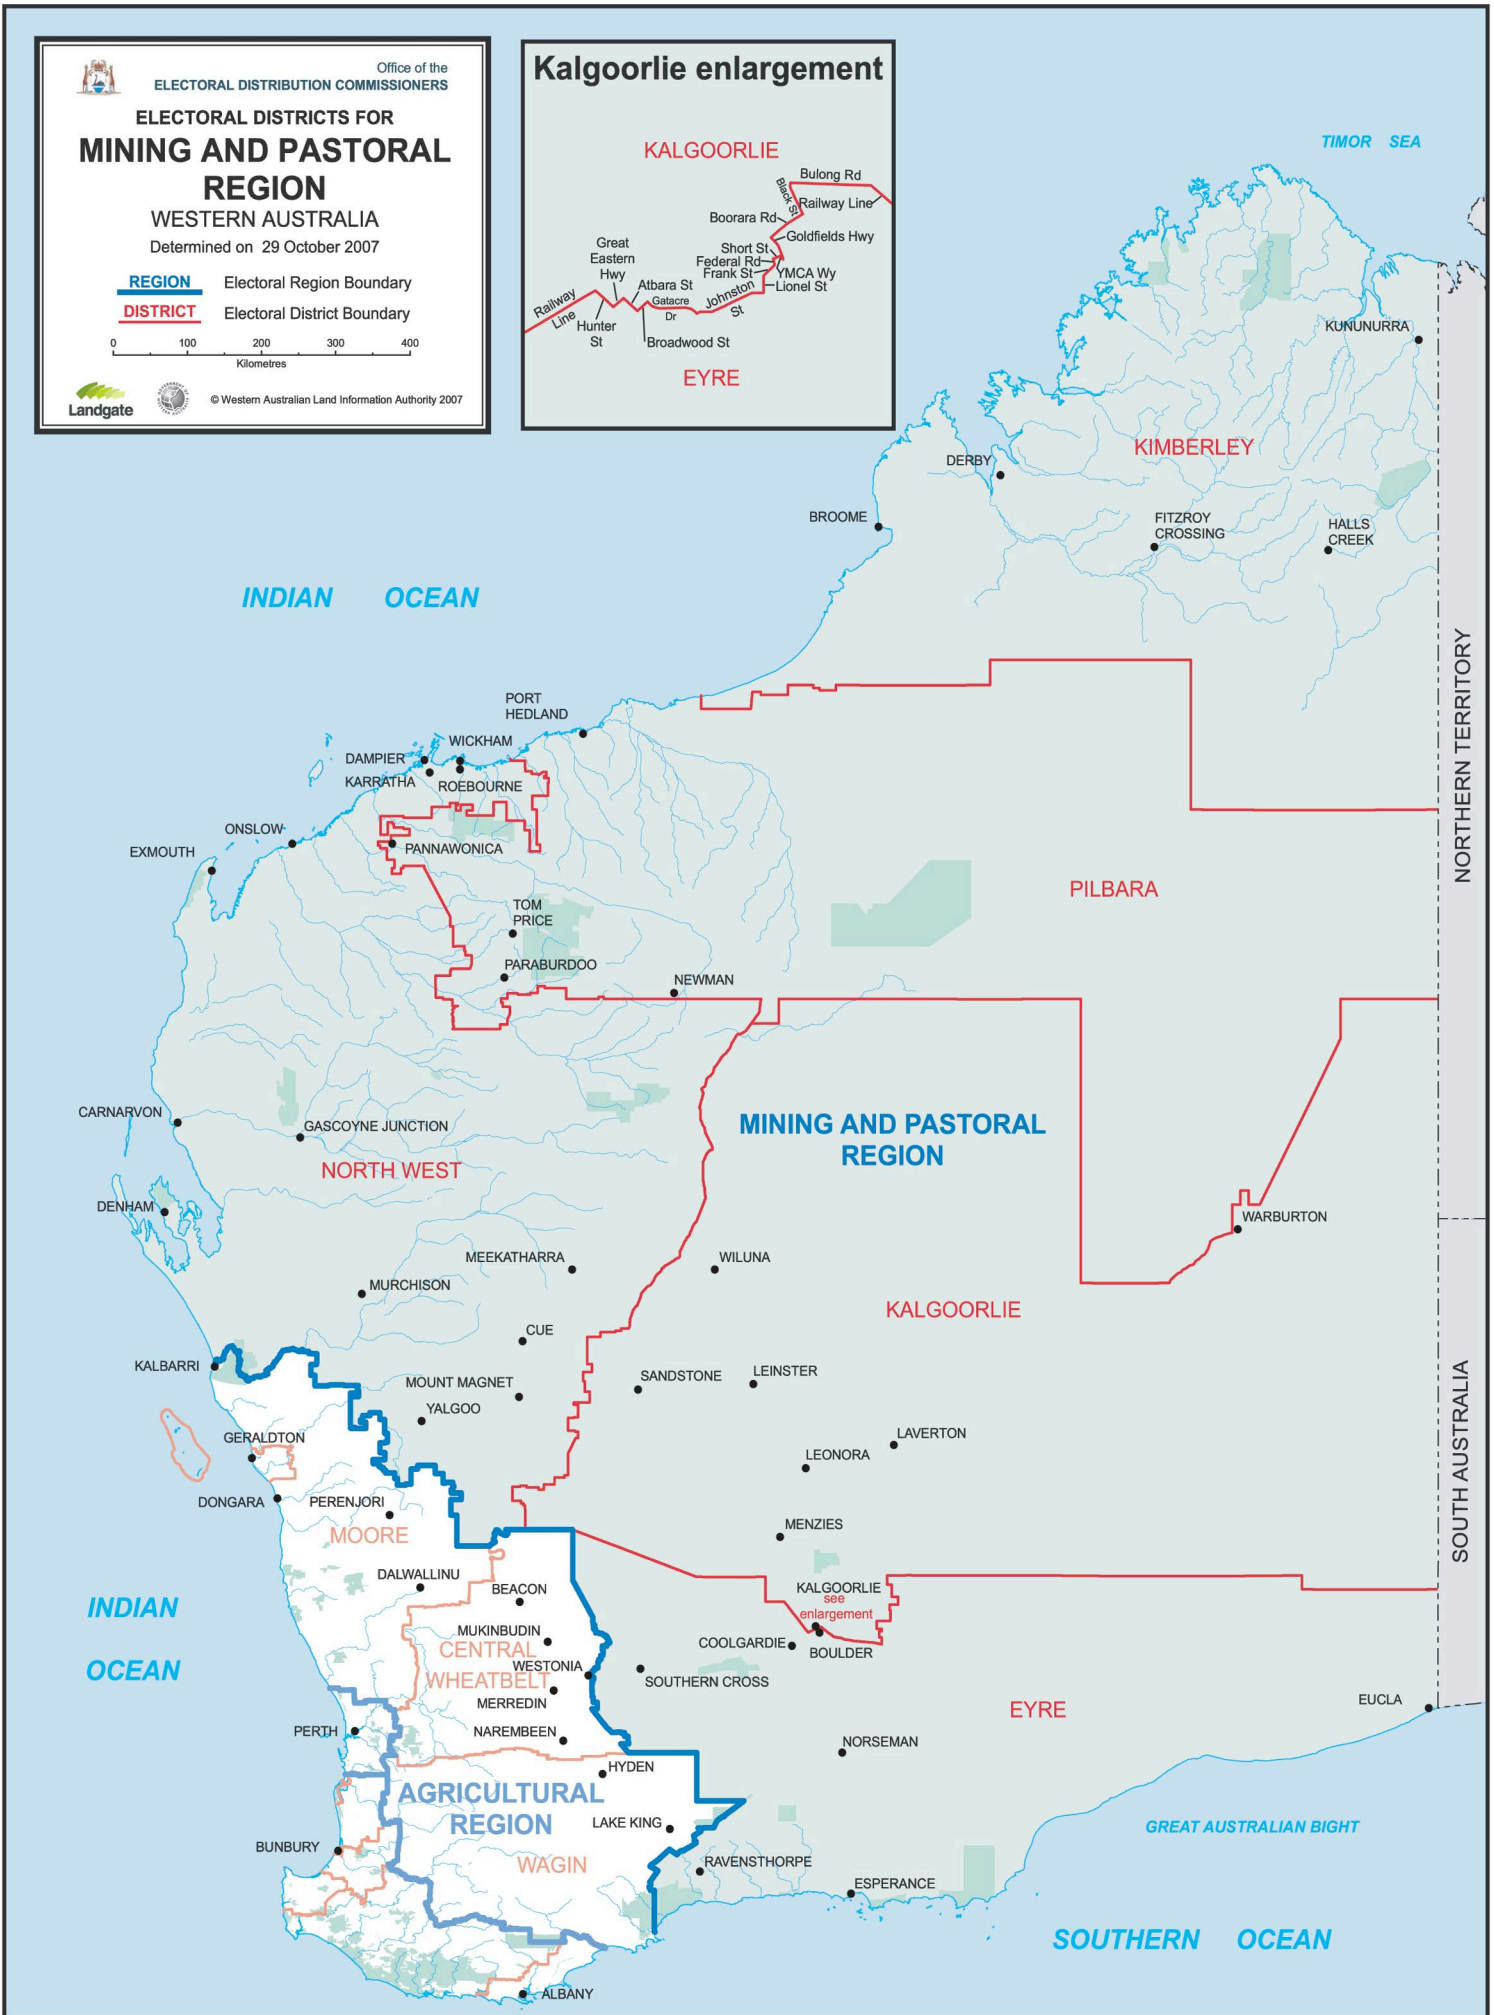 Office of the
ELECTORAL DISTRIBUTION COMMISSIONERS
ELECTORAL DISTRICTS FOR
MINING AND PASTORAL
REGION
WESTERN AUSTRALIA
Determined on 29 October 2007
REGION Electoral Region Boundary
DISTRICT Electoral District Boundary
0 100 200 300 400
Kilometres
Landgate
© Western Australian Land Information Authority 2007
Kalgoorlie enlargement
KALGOORLIE
Bulong Rd
Black St
Railway Line
Boorara Rd
Goldfields Hwy
Short St
Federal Rd
Frank St
YMCA Wy
Lionel St
Great
Eastern
Hwy
Atbara St
Gatacre
Dr
Johnston
St
Railway
Line
Hunter
St
Broadwood St
EYRE
TIMOR SEA
KUNUNURRA
KIMBERLEY
DERBY
BROOME
FITZROY
CROSSING
HALLS
CREEK
INDIAN OCEAN
NORTHERN TERRITORY
PORT
HEDLAND
WICKHAM
DAMPIER
KARRATHA
ROEBOURNE
ONSLOW
EXMOUTH
PANNAWONICA
PILBARA
TOM
PRICE
PARABURDOO
NEWMAN
CARNARVON
GASCOYNE JUNCTION
NORTH WEST
MINING AND PASTORAL
REGION
DENHAM
WARBURTON
MEEKATHARRA
WILUNA
MURCHISON
KALGOORLIE
CUE
KALBARRI
MOUNT MAGNET
YALGOO
SANDSTONE
LEINSTER
GERALDTON
LAVERTON
LEONORA
SOUTH AUSTRALIA
DONGARA
PERENJORI
MOORE
MENZIES
DALWALLINU
BEACON
KALGOORLIE
see
enlargement
INDIAN
OCEAN
MUKINBUDIN
CENTRAL
WHEATBELT
WESTONIA
MERREDIN
COOLGARDIE
BOULDER
SOUTHERN CROSS
EYRE
EUCLA
PERTH
NAREMBEEN
NORSEMAN
HYDEN
AGRICULTURAL
REGION
LAKE KING
GREAT AUSTRALIAN BIGHT
BUNBURY
WAGIN
RAVENSTHORPE
ESPERANCE
SOUTHERN OCEAN
ALBANY